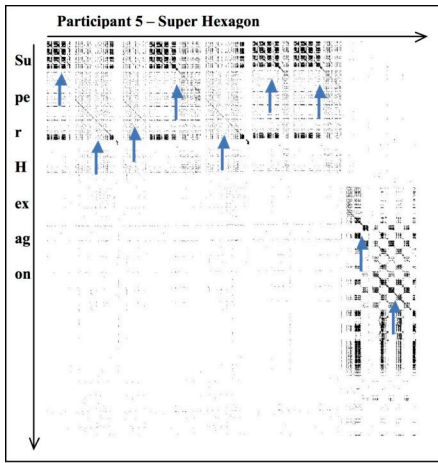 Participant 5 – Super Hexagon
Su
pe
r
H
ex
ag
on